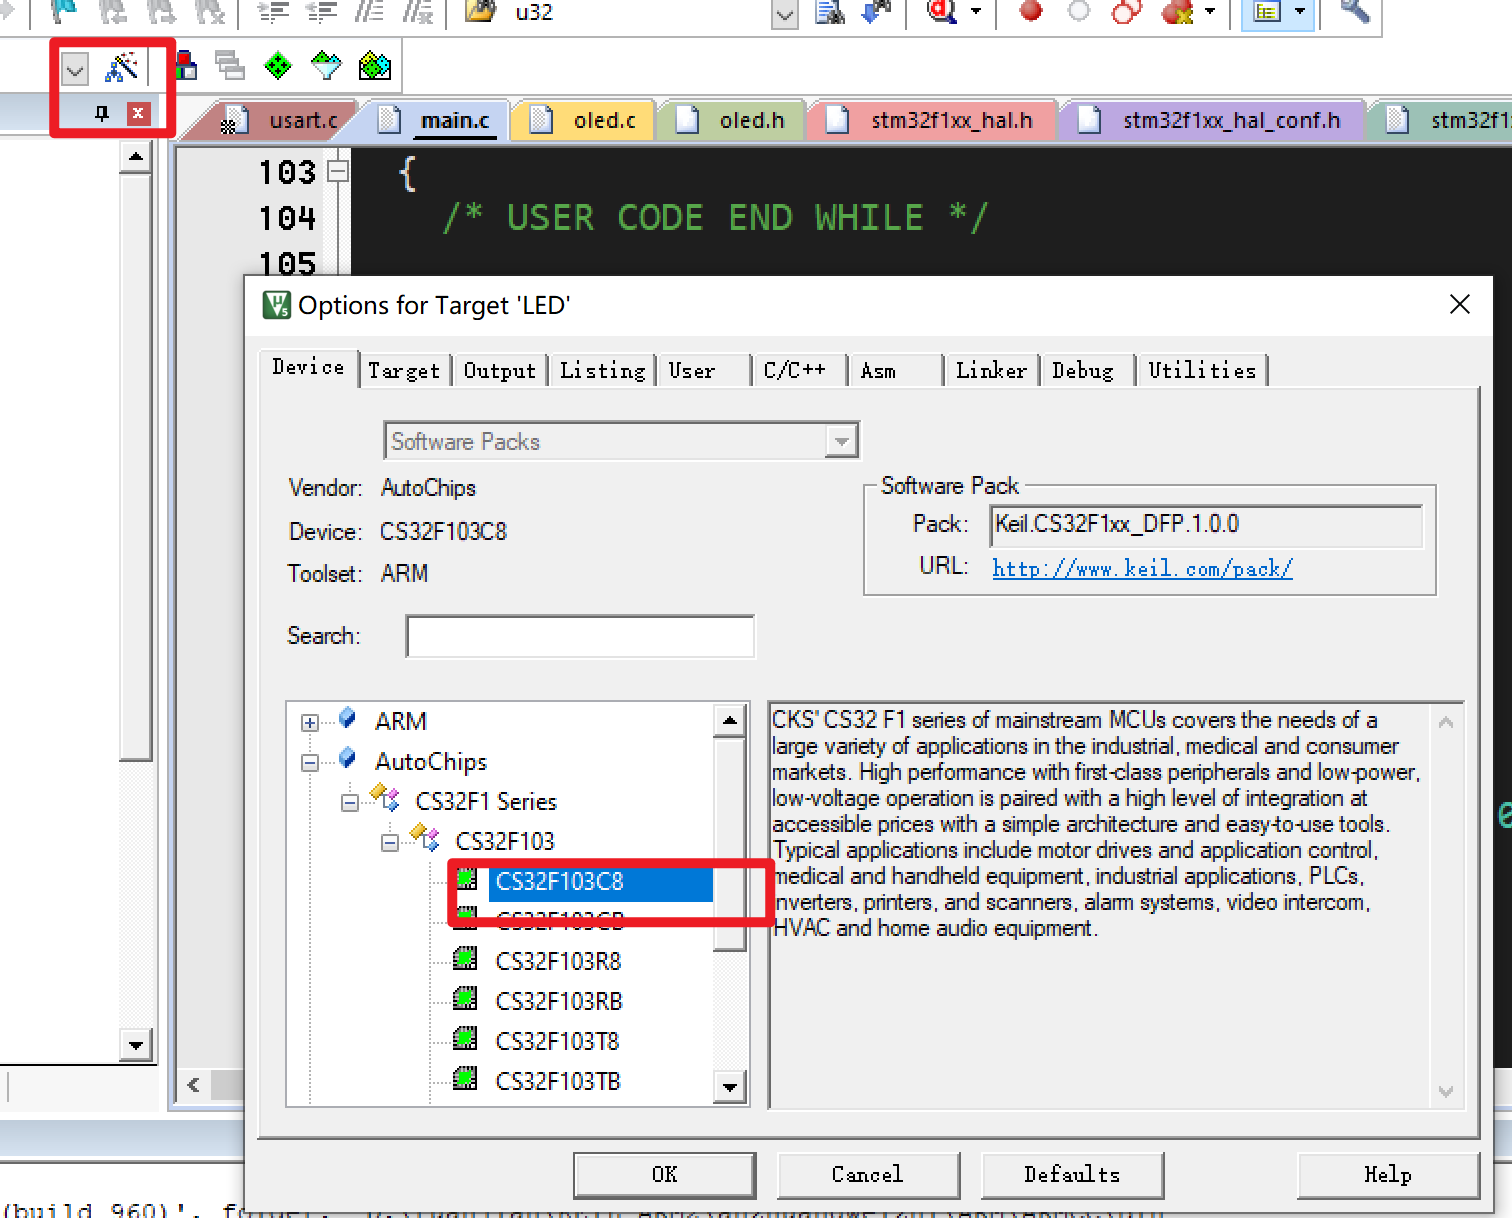 u32
usart.c
main.c
oled.c
oled.h
stm32f1xx_hal.h
stm32f1xx_hal_conf.h
103 {
104 /* USER CODE END WHILE */
105
Options for Target 'LED'
Device
Target
Output
Listing
User
C/C++
Asm
Linker
Debug
Utilities
Software Packs
Vendor: AutoChips
Device: CS32F103C8
Toolset: ARM
Software Pack
Pack: Keil.CS32F1xx_DFP.1.0.0
URL: http://www.keil.com/pack/
Search:
ARM
AutoChips
CS32F1 Series
CS32F103
CS32F103C8
CS32F103CB
CS32F103R8
CS32F103RB
CS32F103T8
CS32F103TB
CKS' CS32 F1 series of mainstream MCUs covers the needs of a
large variety of applications in the industrial, medical and consumer
markets. High performance with first-class peripherals and low-power,
low-voltage operation is paired with a high level of integration at
accessible prices with a simple architecture and easy-to-use tools.
Typical applications include motor drives and application control,
medical and handheld equipment, industrial applications, PLCs,
inverters, printers, and scanners, alarm systems, video intercom,
HVAC and home audio equipment.
OK
Cancel
Defaults
Help
(build 960)'